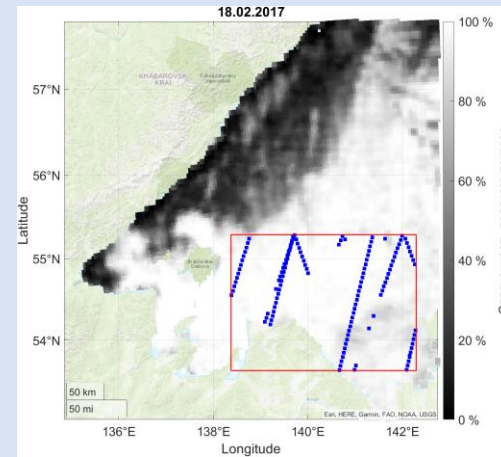 18.02.2017
100 %
80 %
60 %
40 %
20 %
0 %
57°N
56°N
55°N
54°N
Latitude
KHABAROVSK
KRAI
50 km
50 mi
Esri, HERE, Garmin, FAO, NOAA, USGS
136°E
138°E
140°E
142°E
Longitude